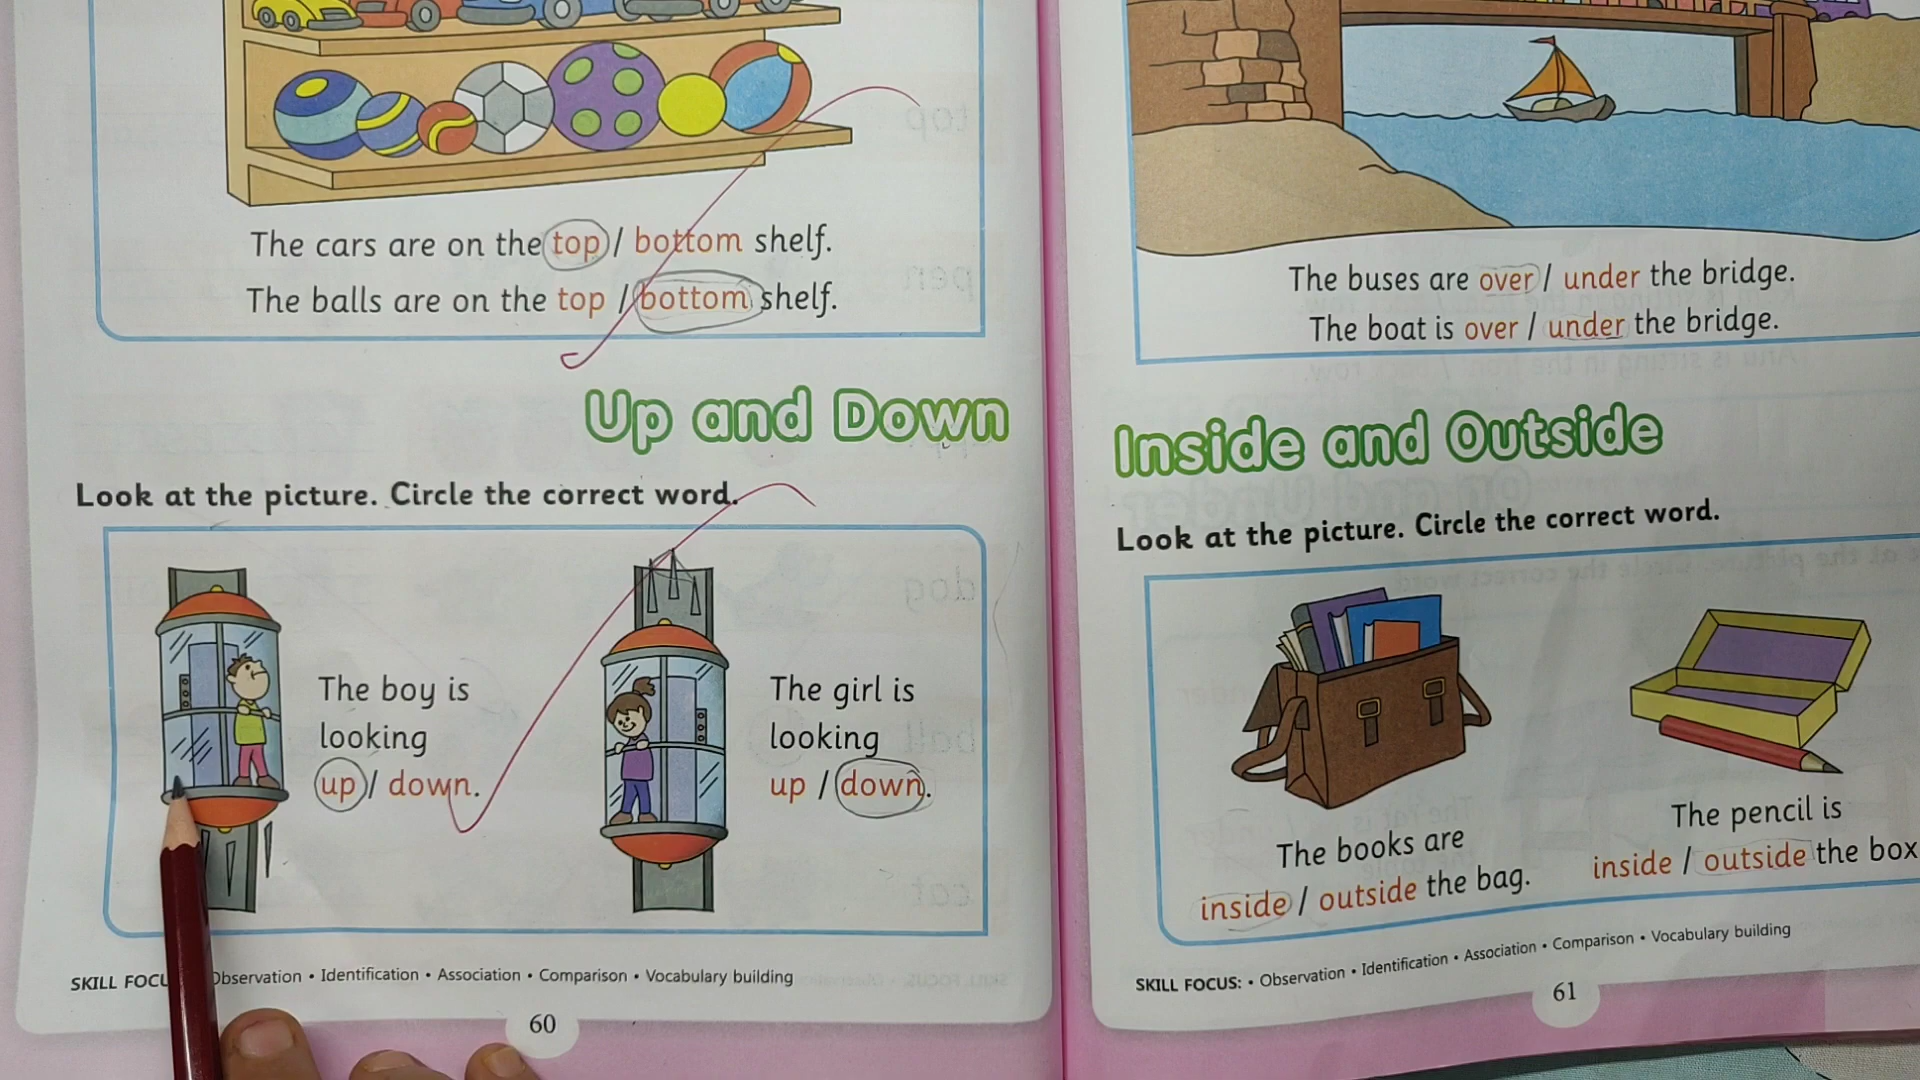 The cars are on the top / bottom shelf.
The balls are on the top / bottom shelf.
Up and Down
Look at the picture. Circle the correct word.
The boy is
looking
up / down.
The girl is
looking
up / down.
SKILL FOCU Observation • Identification • Association • Comparison • Vocabulary building
60
The buses are over / under the bridge.
The boat is over / under the bridge.
Inside and Outside
Look at the picture. Circle the correct word.
The books are
inside / outside the bag.
The pencil is
inside / outside the box
SKILL FOCUS: • Observation • Identification • Association • Comparison • Vocabulary building
61